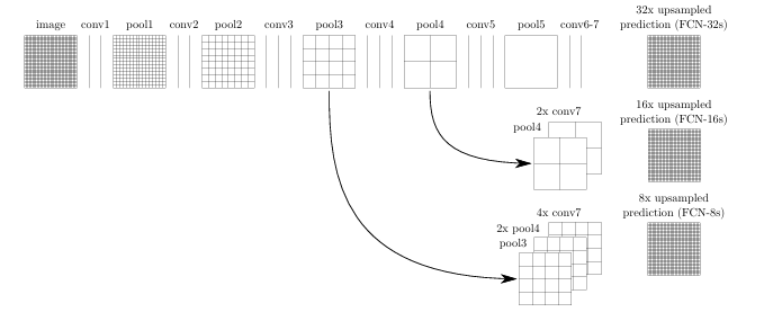 image conv1 pool1 conv2 pool2 conv3 pool3 conv4 pool4 conv5 pool5 conv6-7
32x upsampled
prediction (FCN-32s)
2x conv7
pool4
16x upsampled
prediction (FCN-16s)
4x conv7
2x pool4
pool3
8x upsampled
prediction (FCN-8s)